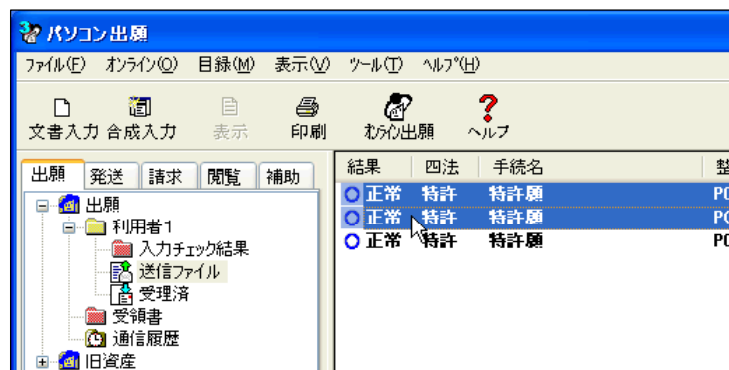 パソコン出願
ファイル(F) オンライン(O) 目録(M) 表示(V) ツール(T) ヘルプ(H)
文書入力 合成入力 表示 印刷 オンライン出願 ヘルプ
出願 発送 請求 閲覧 補助
出願
利用者1
入力チェック結果
送信ファイル
受理済
受領書
通信履歴
旧資産
結果 四法 手続名 整
正常 特許 特許願 PO
正常 特許 特許願 PO
正常 特許 特許願 PO